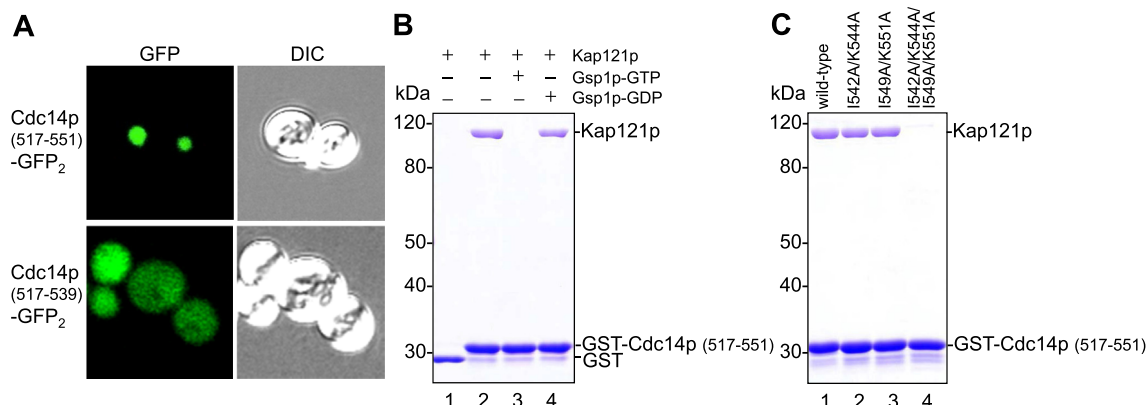 A
GFP DIC
Cdc14p
(517-551)
-GFP2
Cdc14p
(517-539)
-GFP2
B
+ + + + Kap121p
– – + – Gsp1p-GTP
– – – + Gsp1p-GDP
kDa
120
80
50
40
30
Kap121p
GST-Cdc14p (517-551)
GST
1 2 3 4
C
wild-type
I542A/K544A
I549A/K551A
I542A/K544A/
I549A/K551A
kDa
120
80
50
40
30
Kap121p
GST-Cdc14p (517-551)
1 2 3 4